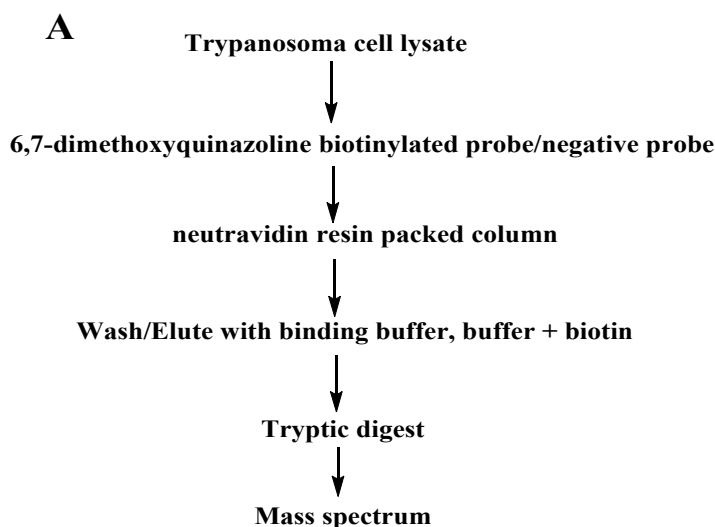 A
Trypanosoma cell lysate
6,7-dimethoxyquinazoline biotinylated probe/negative probe
neutravidin resin packed column
Wash/Elute with binding buffer, buffer + biotin
Tryptic digest
Mass spectrum